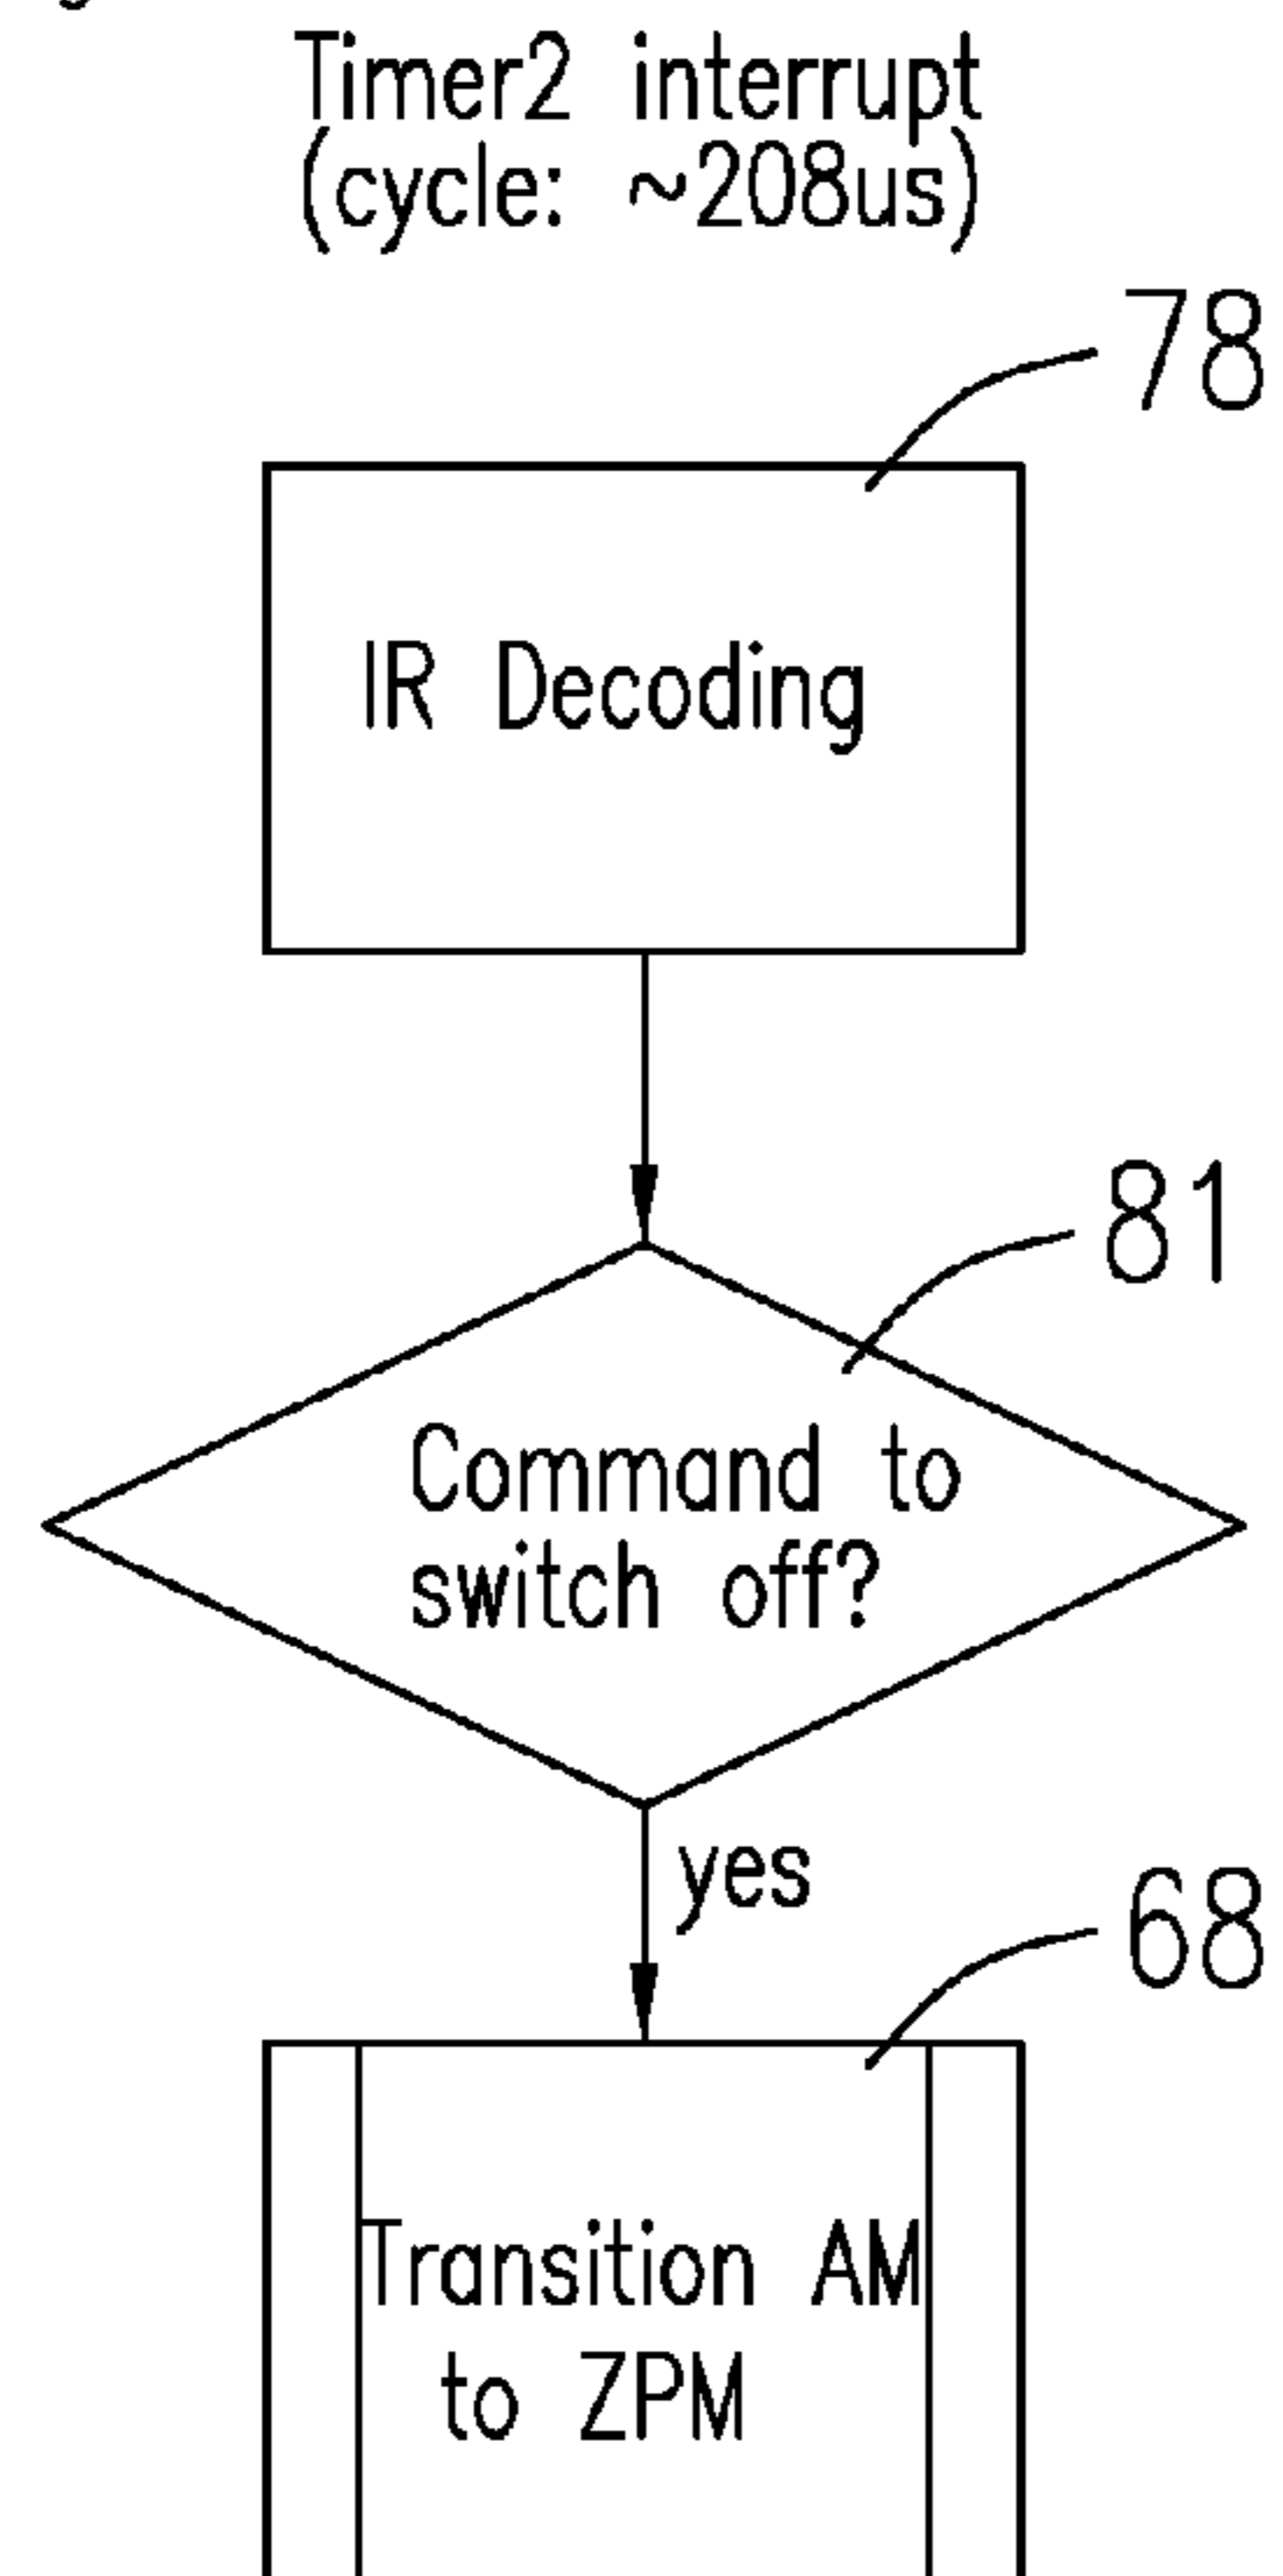 Timer2 interrupt
(cycle: ~208us)
78
IR Decoding
81
Command to
switch off?
yes
68
Transition AM
to ZPM